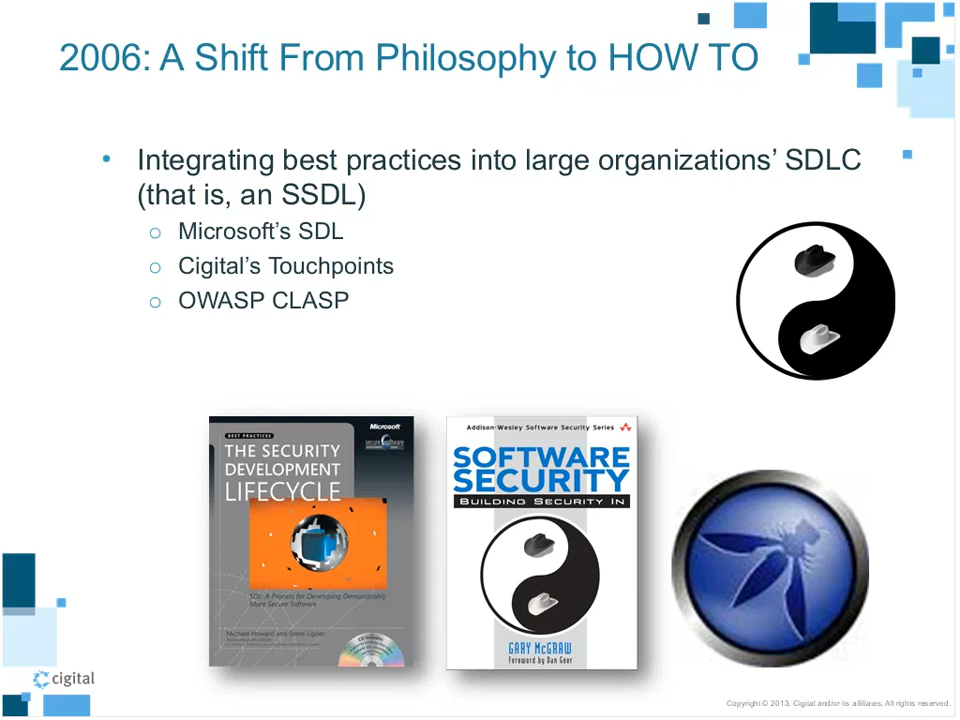 2006: A Shift From Philosophy to HOW TO
• Integrating best practices into large organizations’ SDLC
(that is, an SSDL)
○ Microsoft’s SDL
○ Cigital’s Touchpoints
○ OWASP CLASP
Microsoft
BEST PRACTICES
THE SECURITY
DEVELOPMENT
LIFECYCLE
SDL: A Process for Developing Demonstrably
More Secure Software
Michael Howard and Steve Lipner
CD Includes
Addison-Wesley Software Security Series
SOFTWARE
SECURITY
BUILDING SECURITY IN
GARY MCGRAW
Foreword by Dan Geer
cigital
Copyright © 2013, Cigital and/or its affiliates. All rights reserved.